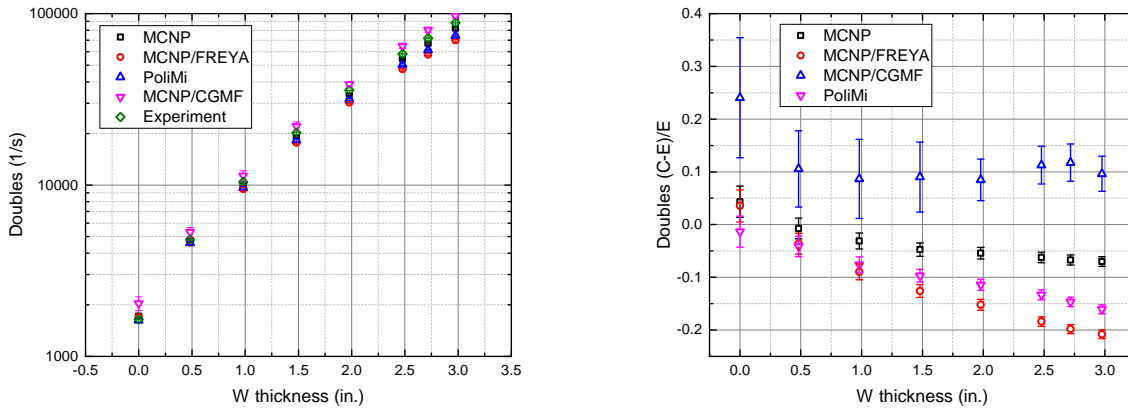 100000
10000
1000
Doubles (1/s)
MCNP
MCNP/FREYA
PoliMi
MCNP/CGMF
Experiment
-0.5 0.0 0.5 1.0 1.5 2.0 2.5 3.0 3.5
W thickness (in.)
0.4
0.3
0.2
0.1
0.0
-0.1
-0.2
Doubles (C-E)/E
MCNP
MCNP/FREYA
MCNP/CGMF
PoliMi
0.0 0.5 1.0 1.5 2.0 2.5 3.0
W thickness (in.)